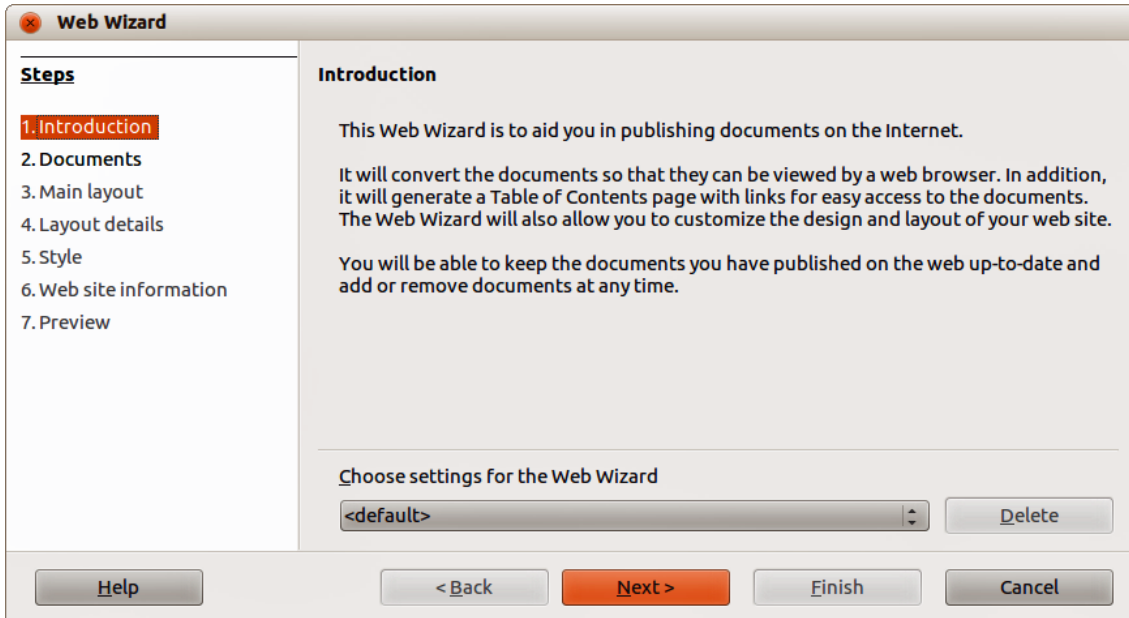 Web Wizard
Steps
1. Introduction
2. Documents
3. Main layout
4. Layout details
5. Style
6. Web site information
7. Preview
Introduction
This Web Wizard is to aid you in publishing documents on the Internet.
It will convert the documents so that they can be viewed by a web browser. In addition,
it will generate a Table of Contents page with links for easy access to the documents.
The Web Wizard will also allow you to customize the design and layout of your web site.
You will be able to keep the documents you have published on the web up-to-date and
add or remove documents at any time.
Choose settings for the Web Wizard
<default>
Delete
Help
< Back
Next >
Finish
Cancel